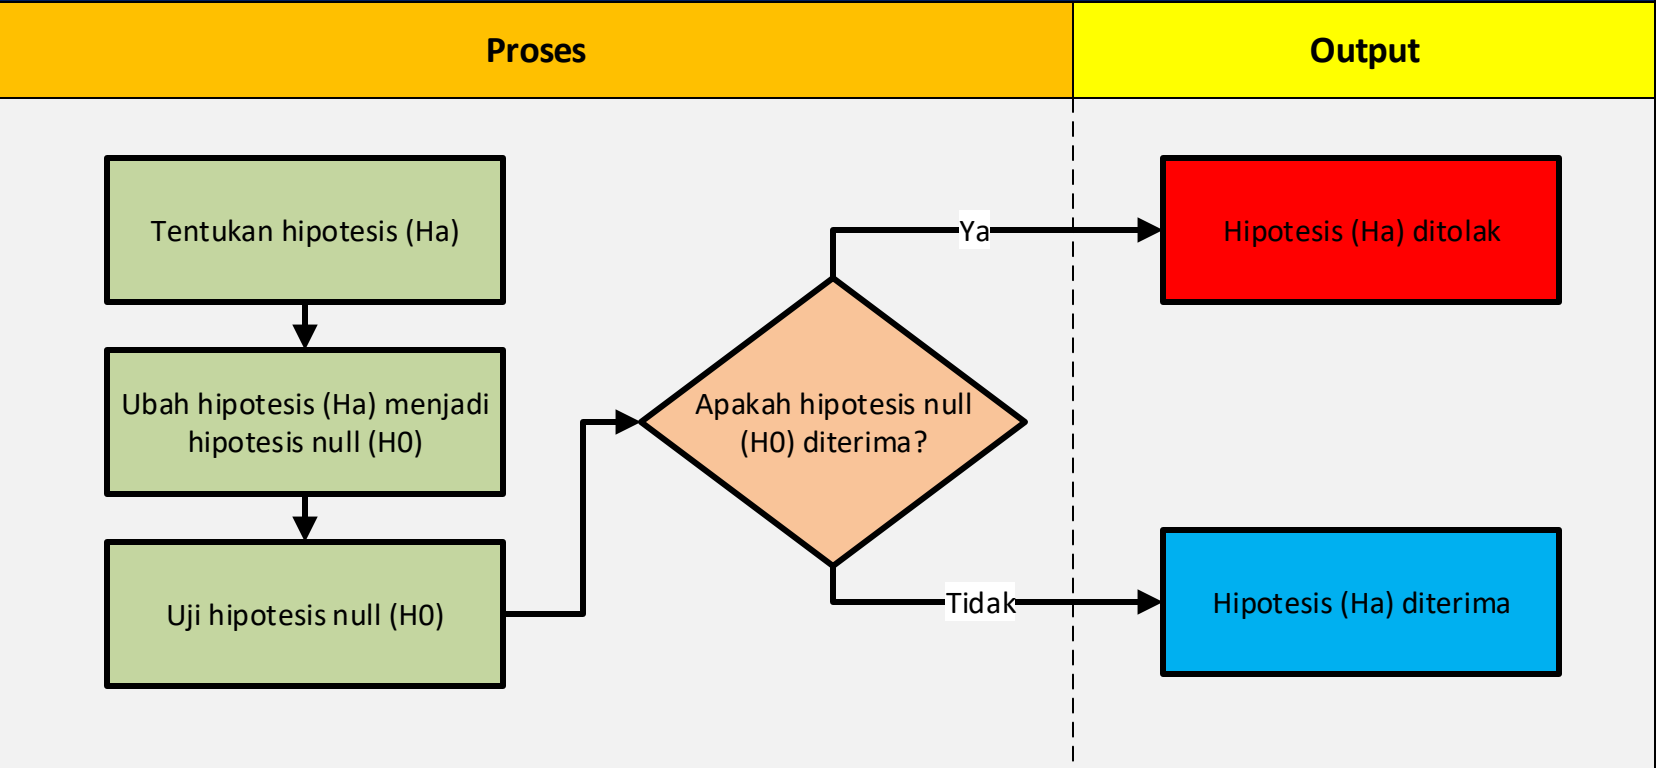 Proses
Output
Tentukan hipotesis (Ha)
Ubah hipotesis (Ha) menjadi
hipotesis null (H0)
Uji hipotesis null (H0)
Apakah hipotesis null
(H0) diterima?
Ya
Tidak
Hipotesis (Ha) ditolak
Hipotesis (Ha) diterima